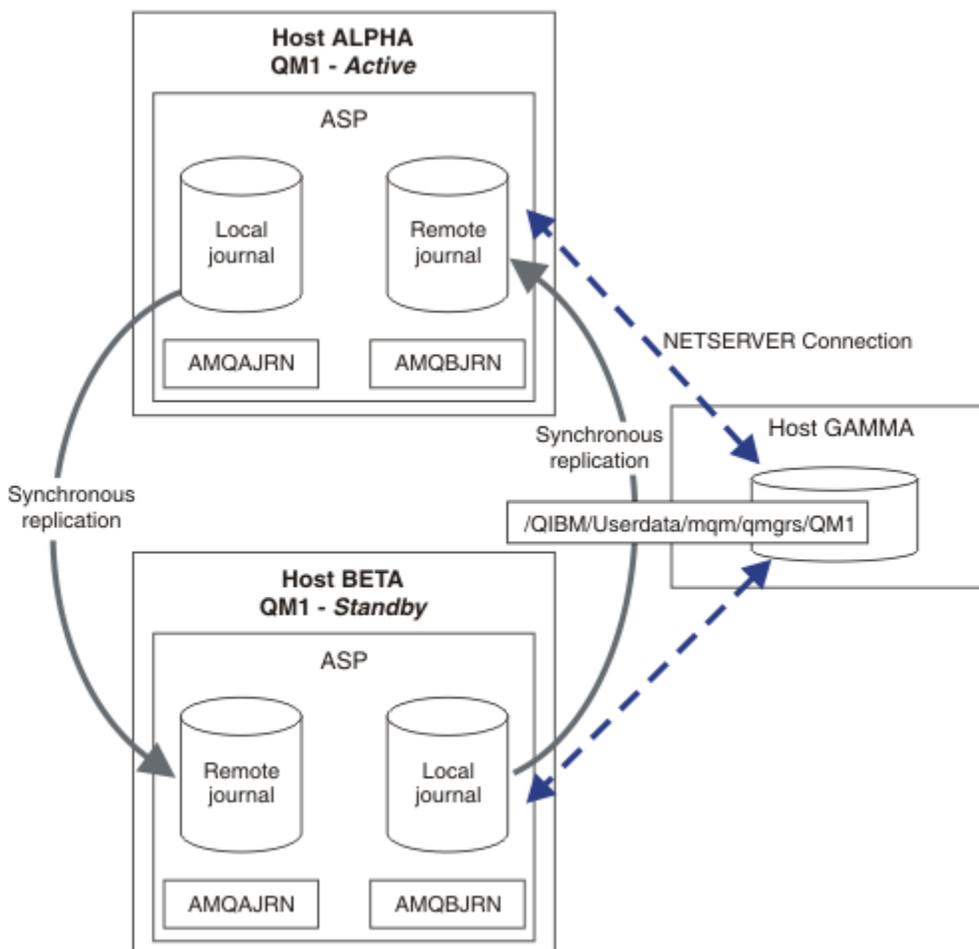 Host ALPHA
QM1 - Active
ASP
Local
journal
Remote
journal
AMQAJRN
AMQBJRN
NETSERVER Connection
Host GAMMA
/QIBM/Userdata/mqm/qmgrs/QM1
Synchronous
replication
Synchronous
replication
Host BETA
QM1 - Standby
ASP
Remote
journal
Local
journal
AMQAJRN
AMQBJRN